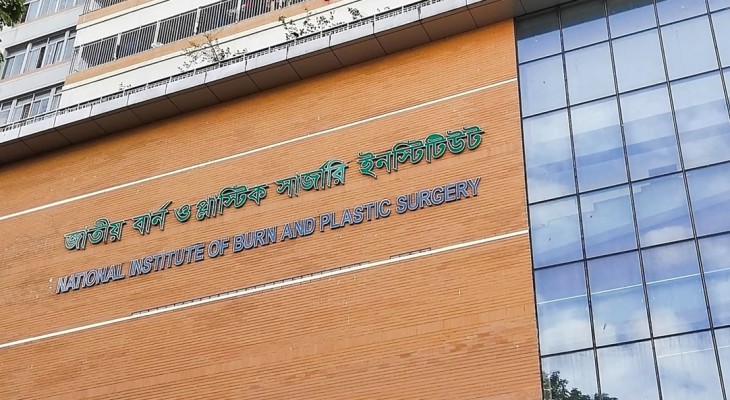 জাতীয় বার্ন ও প্লাস্টিক সার্জারি ইনস্টিটিউট
NATIONAL INSTITUTE OF BURN AND PLASTIC SURGERY